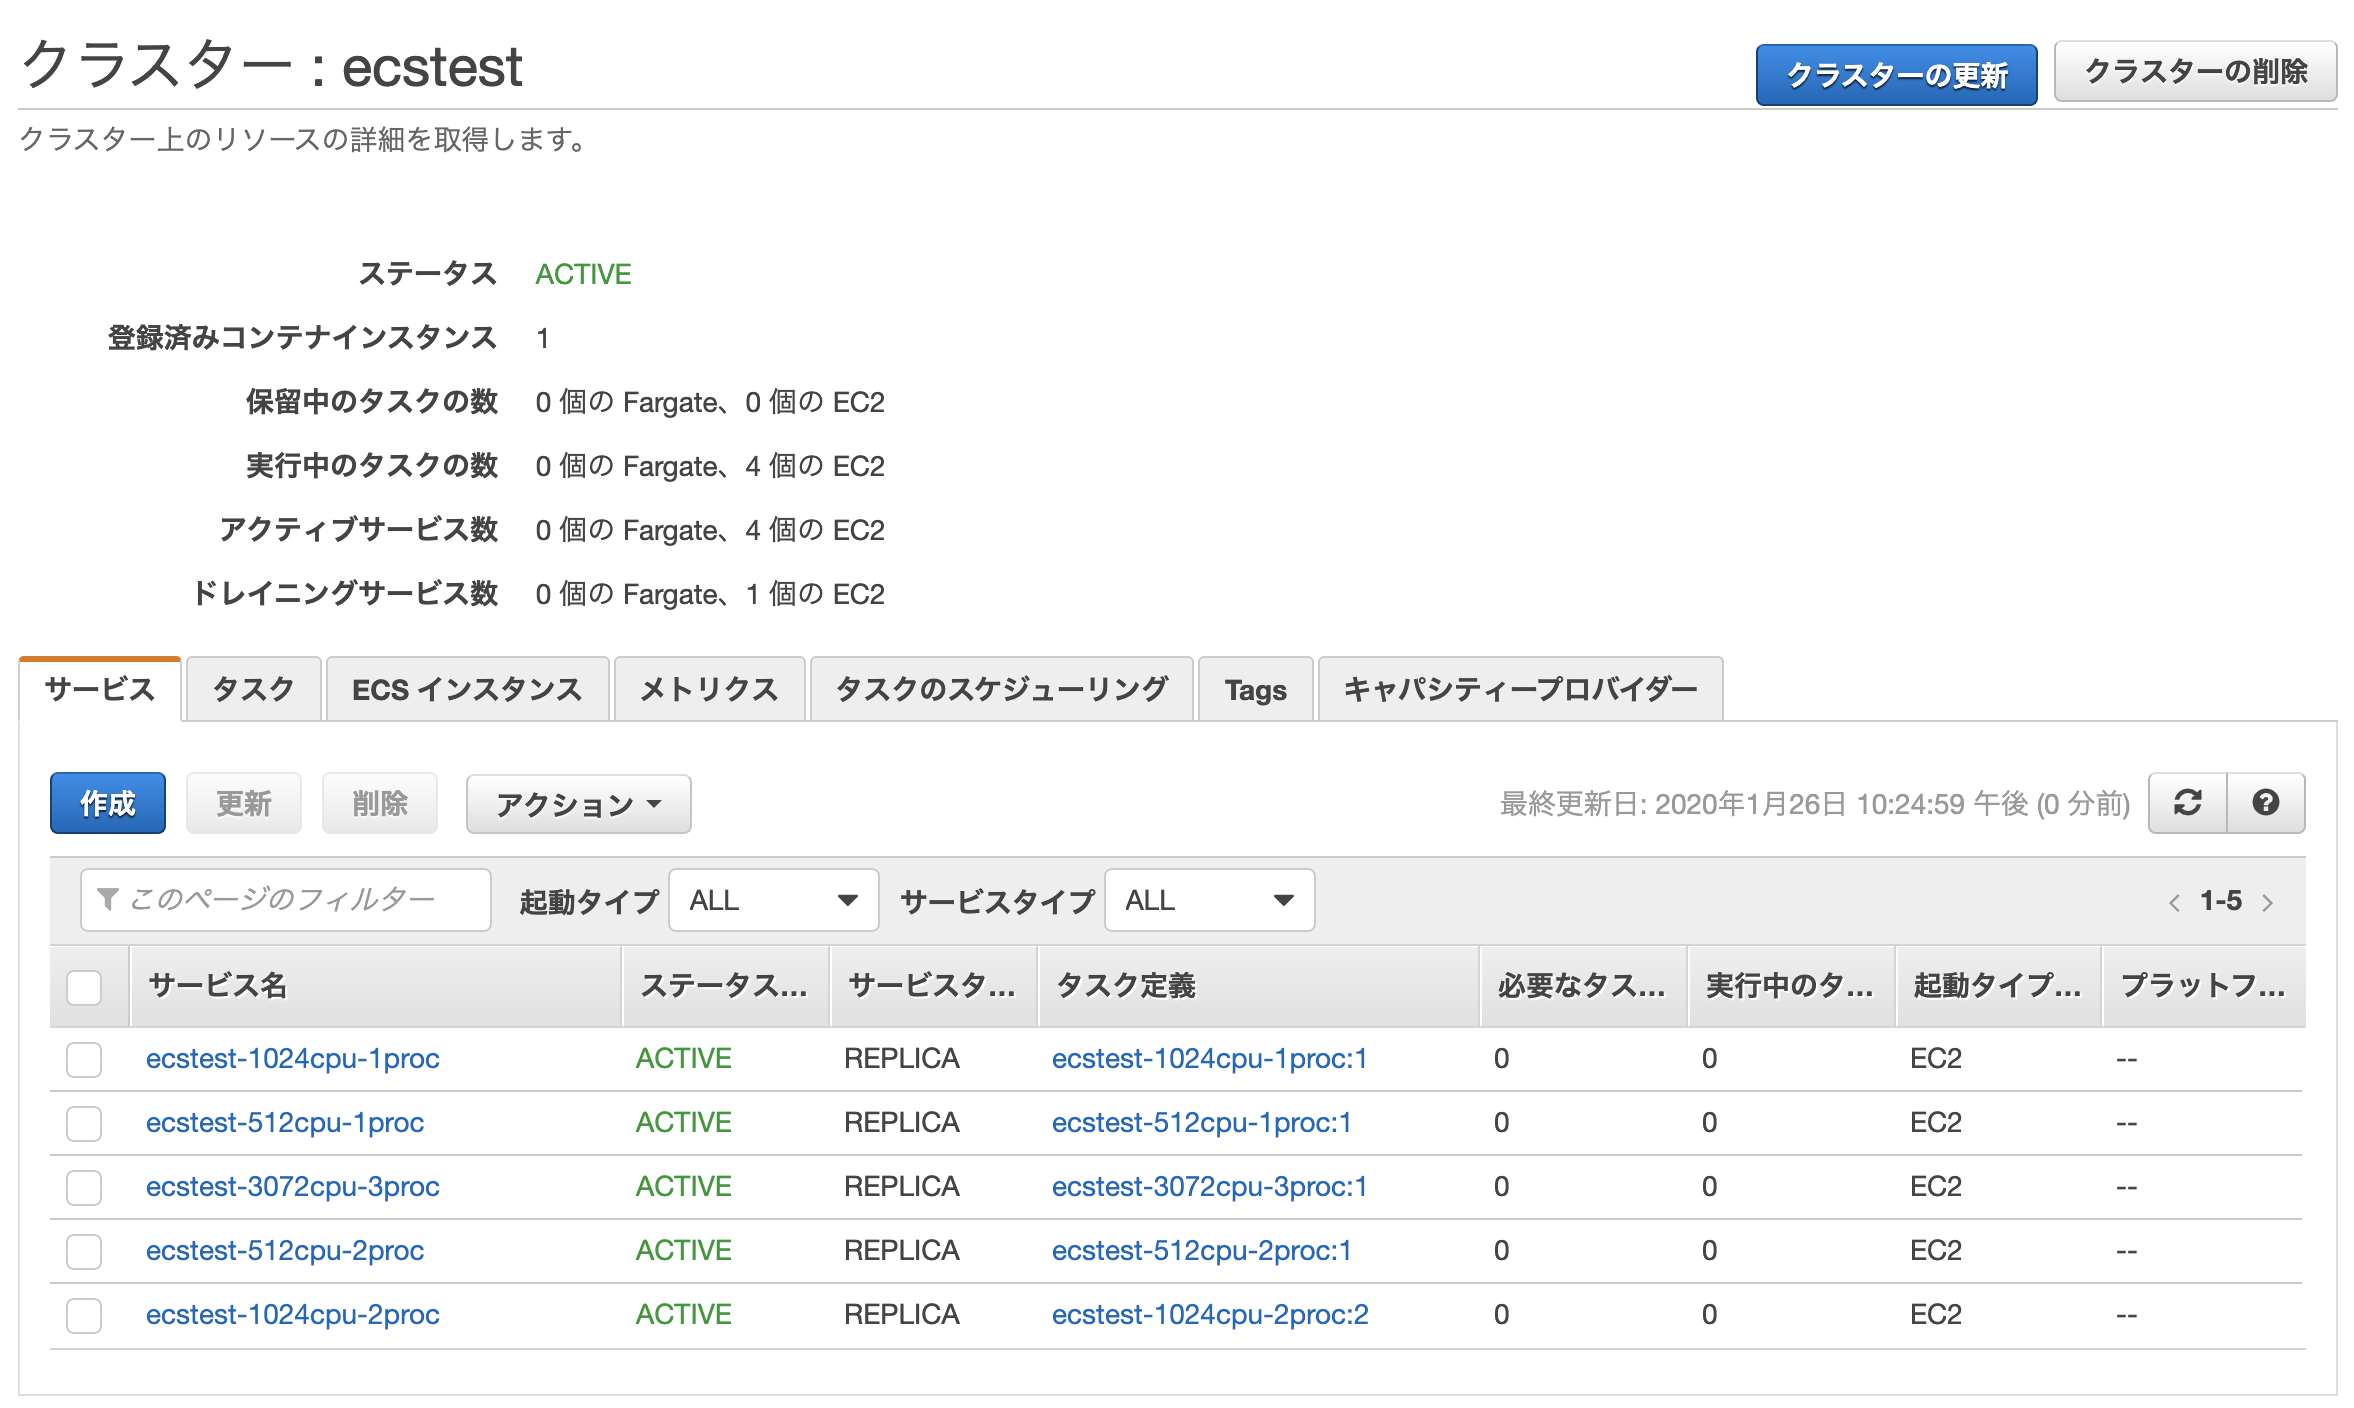 クラスター : ecstest
クラスターの更新 クラスターの削除
クラスター上のリソースの詳細を取得します。
ステータス ACTIVE
登録済みコンテナインスタンス 1
保留中のタスクの数 0 個の Fargate、0 個の EC2
実行中のタスクの数 0 個の Fargate、4 個の EC2
アクティブサービス数 0 個の Fargate、4 個の EC2
ドレイニングサービス数 0 個の Fargate、1 個の EC2
サービス タスク ECS インスタンス メトリクス タスクのスケジューリング Tags キャパシティープロバイダー
作成 更新 削除 アクション 最終更新日: 2020年1月26日 10:24:59 午後 (0 分前)
このページのフィルター 起動タイプ ALL サービスタイプ ALL < 1-5 >
サービス名 ステータス... サービスタ... タスク定義 必要なタス... 実行中のタ... 起動タイプ... プラットフ...
ecstest-1024cpu-1proc ACTIVE REPLICA ecstest-1024cpu-1proc:1 0 0 EC2 --
ecstest-512cpu-1proc ACTIVE REPLICA ecstest-512cpu-1proc:1 0 0 EC2 --
ecstest-3072cpu-3proc ACTIVE REPLICA ecstest-3072cpu-3proc:1 0 0 EC2 --
ecstest-512cpu-2proc ACTIVE REPLICA ecstest-512cpu-2proc:1 0 0 EC2 --
ecstest-1024cpu-2proc ACTIVE REPLICA ecstest-1024cpu-2proc:2 0 0 EC2 --